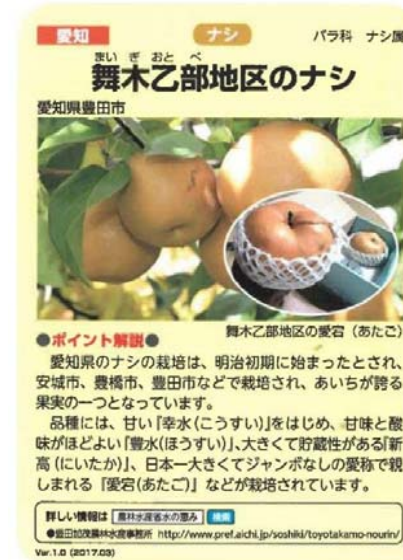 愛知
ナシ
バラ科 ナシ属
まいぎおとべ
舞木乙部地区のナシ
愛知県豊田市
舞木乙部地区の愛宕（あたご）
●ポイント解説●
愛知県のナシの栽培は、明治初期に始まったとされ、
安城市、豊橋市、豊田市などで栽培され、あいちが誇る
果実の一つとなっています。
品種には、甘い「幸水(こうすい)」をはじめ、甘味と酸
味がほどよい「豊水(ほうすい)」、大きくて貯蔵性がある「新
高(にいたか)」、日本一大きくてジャンボなしの愛称で親
しまれる「愛宕(あたご)」などが栽培されています。
詳しい情報は 農林水産省水の恵み 検索
●豊田加茂農林水産事務所 http://www.pref.aichi.jp/soshiki/toyotakamo-nourin/
Ver.1.0 (2017.03)